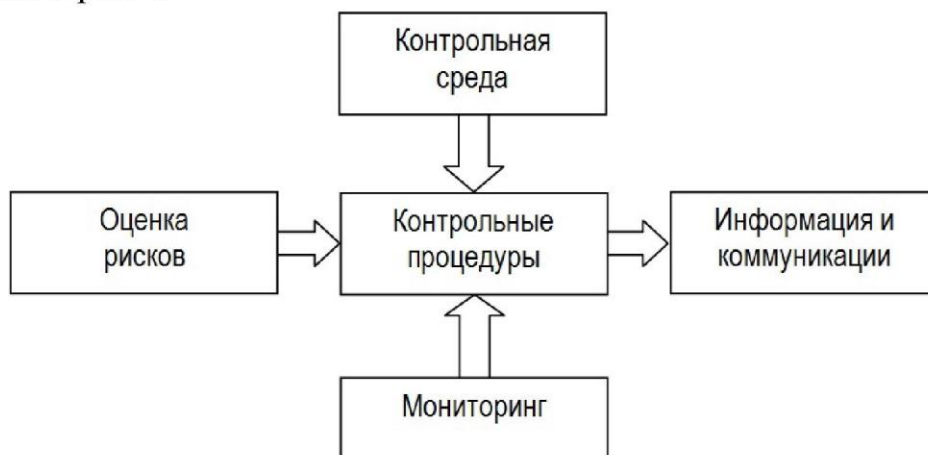 Контрольная
среда
Оценка
рисков
Контрольные
процедуры
Информация и
коммуникации
Мониторинг